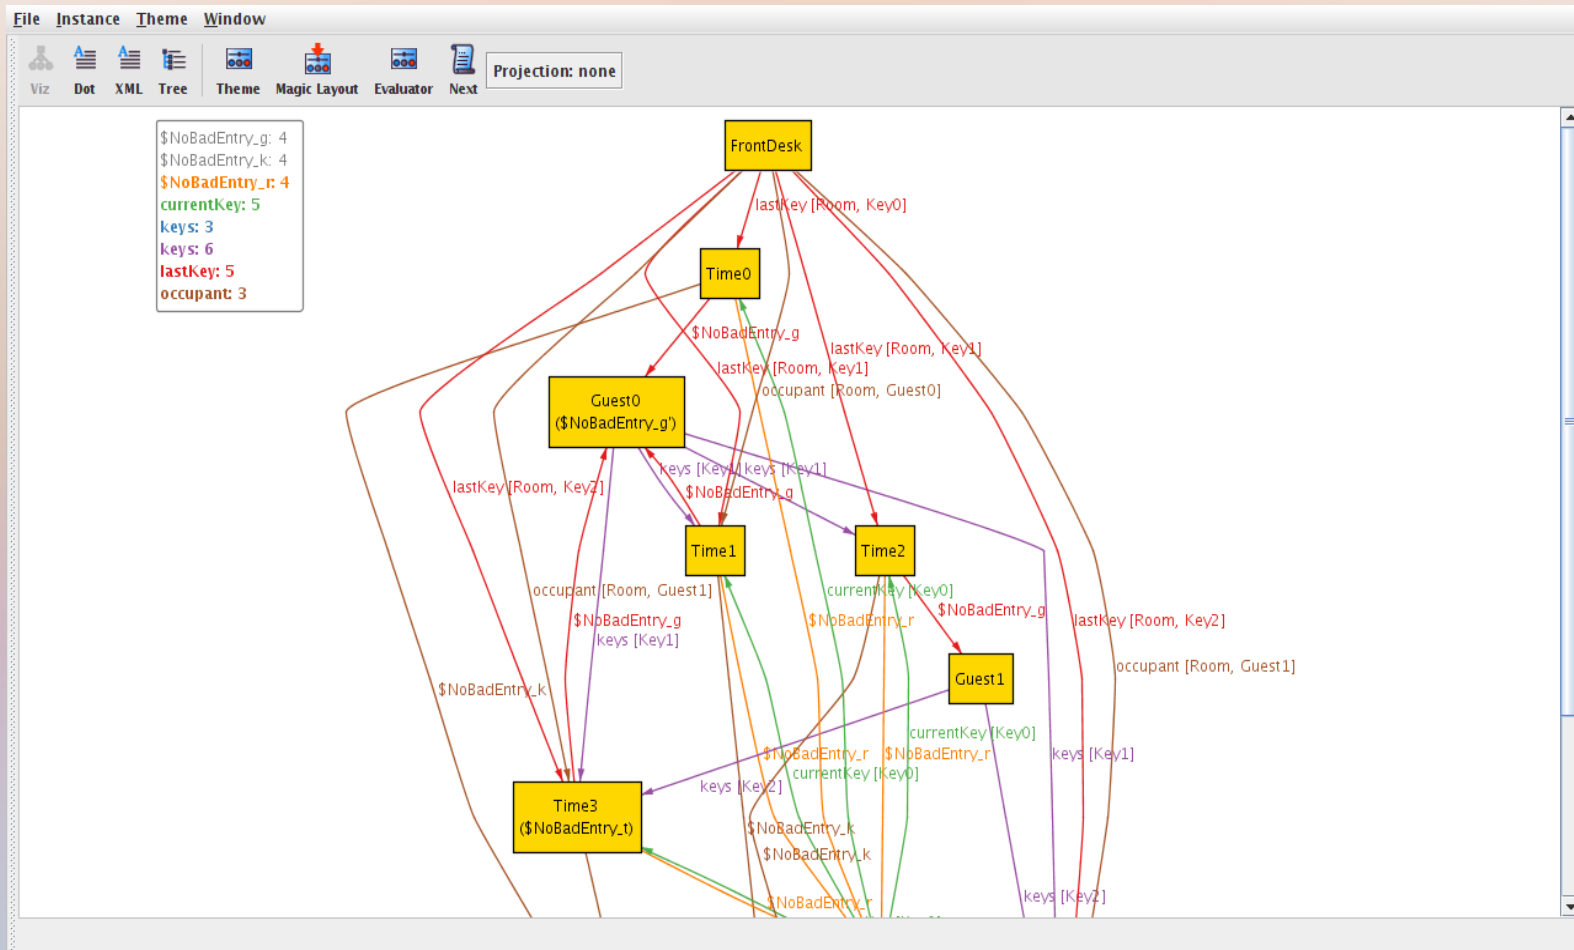 File Instance Theme Window
Viz Dot XML Tree Theme Magic Layout Evaluator Next
Projection: none
$NoBadEntry_g: 4
$NoBadEntry_k: 4
$NoBadEntry_r: 4
currentKey: 5
keys: 3
keys: 6
lastKey: 5
occupant: 3
FrontDesk
lastKey [Room, Key0]
Time0
$NoBadEntry_g
lastKey [Room, Key1]
lastKey [Room, Key1]
occupant [Room, Guest0]
Guest0
($NoBadEntry_g')
keys [Key1]
keys [Key1]
lastKey [Room, Key2]
$NoBadEntry_g
Time1
Time2
occupant [Room, Guest1]
currentKey [Key0]
$NoBadEntry_g
$NoBadEntry_g
$NoBadEntry_r
lastKey [Room, Key2]
keys [Key1]
occupant [Room, Guest1]
Guest1
$NoBadEntry_k
currentKey [Key0]
$NoBadEntry_r
$NoBadEntry_r
keys [Key1]
currentKey [Key0]
keys [Key2]
Time3
($NoBadEntry_t)
$NoBadEntry_k
$NoBadEntry_k
keys [Key2]
$NoBadEntry_r